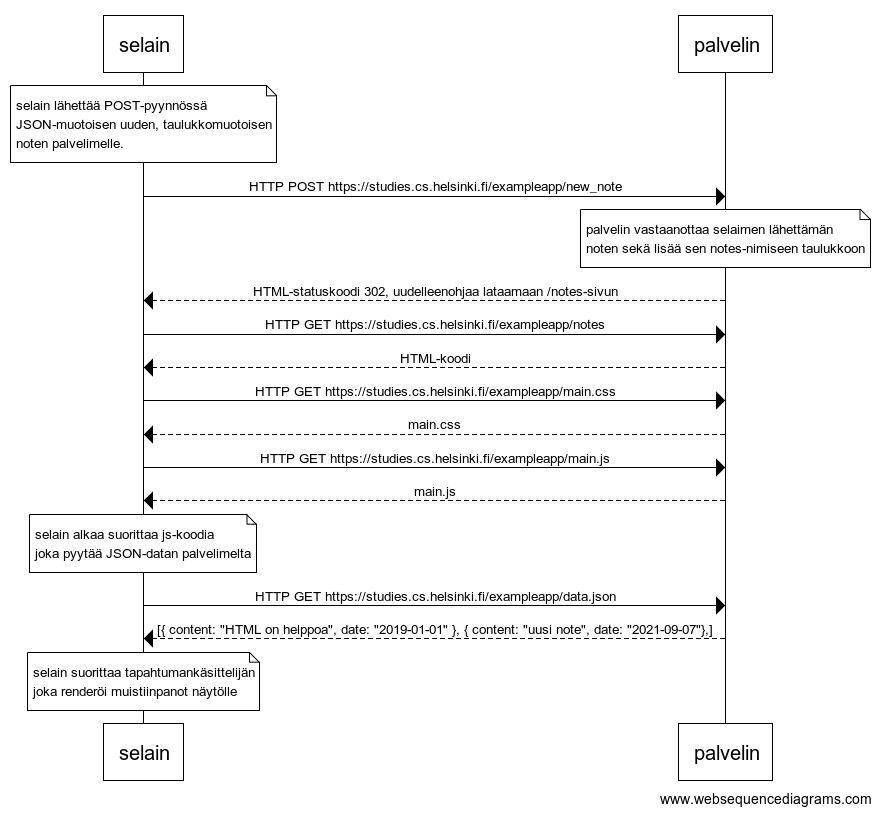 selain
palvelin
selain lähettää POST-pyynnössä
JSON-muotoisen uuden, taulukkomuotoisen
noten palvelimelle.
HTTP POST https://studies.cs.helsinki.fi/exampleapp/new_note
palvelin vastaanottaa selaimen lähettämän
noten sekä lisää sen notes-nimiseen taulukkoon
HTML-statuskoodi 302, uudelleenohjaa lataamaan /notes-sivun
HTTP GET https://studies.cs.helsinki.fi/exampleapp/notes
HTML-koodi
HTTP GET https://studies.cs.helsinki.fi/exampleapp/main.css
main.css
HTTP GET https://studies.cs.helsinki.fi/exampleapp/main.js
main.js
selain alkaa suorittaa js-koodia
joka pyytää JSON-datan palvelimelta
HTTP GET https://studies.cs.helsinki.fi/exampleapp/data.json
[{ content: "HTML on helppoa", date: "2019-01-01" }, { content: "uusi note", date: "2021-09-07"},]
selain suorittaa tapahtumankäsittelijän
joka renderöi muistiinpanot näytölle
selain
palvelin
www.websequencediagrams.com